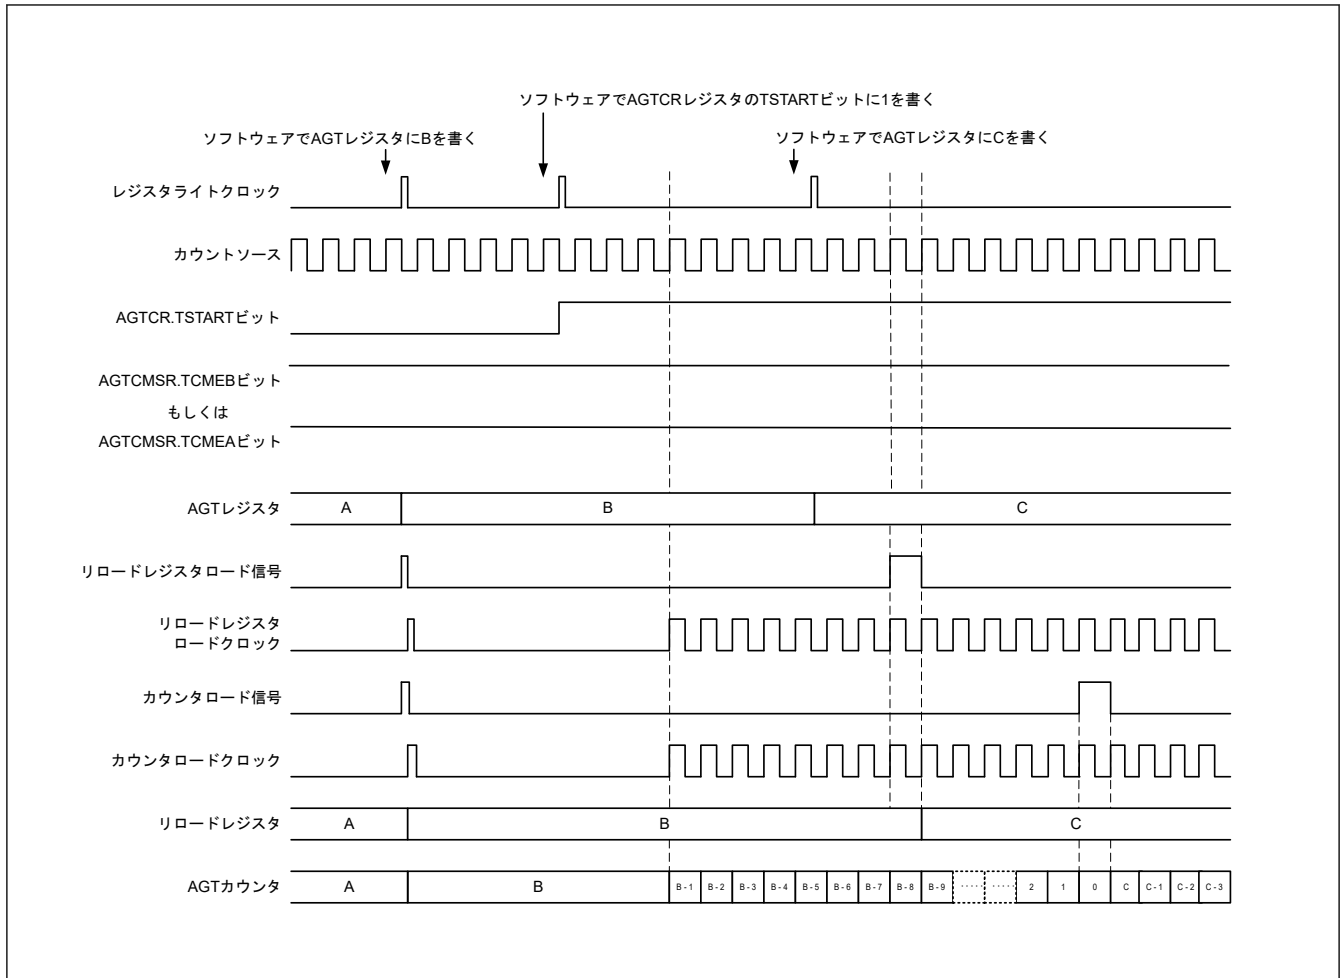 ソフトウェアでAGTCRレジスタのTSTARTビットに1を書く
ソフトウェアでAGTレジスタにBを書く
ソフトウェアでAGTレジスタにCを書く
レジスタライトクロック
カウントソース
AGTCR.TSTARTビット
AGTCMSR.TCMEBビット
もしくは
AGTCMSR.TCMEAビット
AGTレジスタ A B C
リロードレジスタロード信号
リロードレジスタ
ロードクロック
カウンタロード信号
カウンタロードクロック
リロードレジスタ A B C
AGTカウンタ A B B-1 B-2 B-3 B-4 B-5 B-6 B-7 B-8 B-9 ····· ····· 2 1 0 C C-1 C-2 C-3